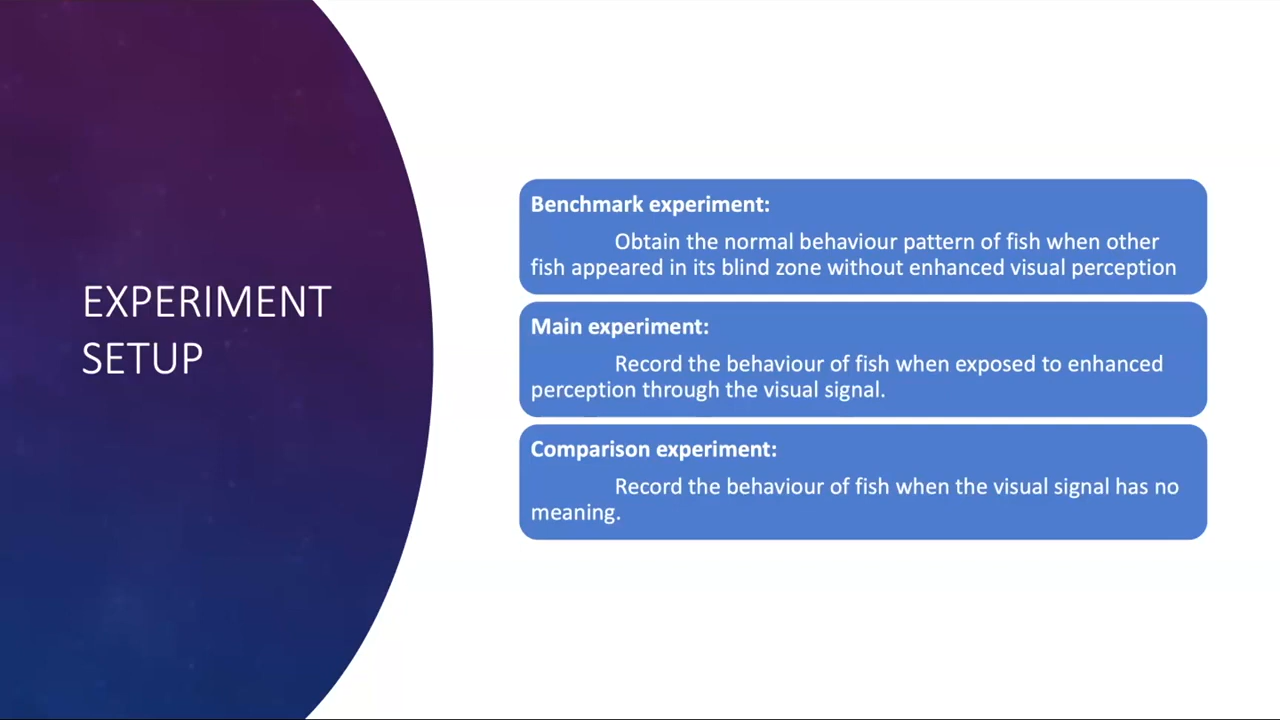 EXPERIMENT
SETUP
Benchmark experiment:
Obtain the normal behaviour pattern of fish when other
fish appeared in its blind zone without enhanced visual perception
Main experiment:
Record the behaviour of fish when exposed to enhanced
perception through the visual signal.
Comparison experiment:
Record the behaviour of fish when the visual signal has no
meaning.